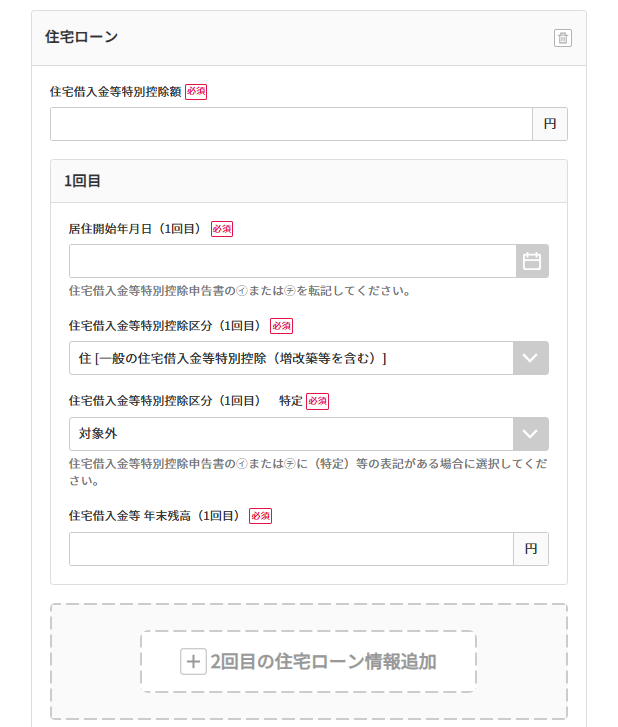 住宅ローン
住宅借入金等特別控除額 必須
円
1回目
居住開始年月日（1回目） 必須
住宅借入金等特別控除申告書の㋑または㋢を転記してください。
住宅借入金等特別控除区分（1回目） 必須
住 [一般の住宅借入金等特別控除（増改築等を含む）]
住宅借入金等特別控除区分（1回目）　特定 必須
対象外
住宅借入金等特別控除申告書の㋑または㋢に（特定）等の表記がある場合に選択してくだ
さい。
住宅借入金等 年末残高（1回目） 必須
円
2回目の住宅ローン情報追加